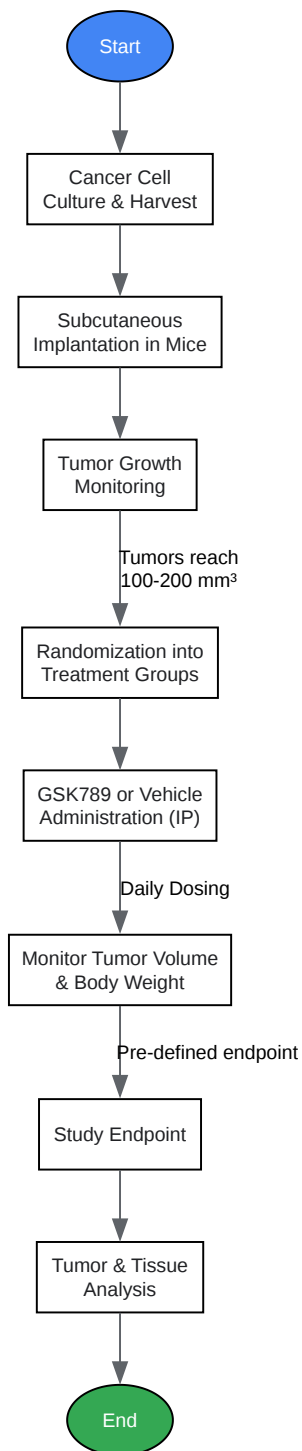 Start
Cancer Cell
Culture & Harvest
Subcutaneous
Implantation in Mice
Tumor Growth
Monitoring
Tumors reach
100-200 mm³
Randomization into
Treatment Groups
GSK789 or Vehicle
Administration (IP)
Daily Dosing
Monitor Tumor Volume
& Body Weight
Pre-defined endpoint
Study Endpoint
Tumor & Tissue
Analysis
End